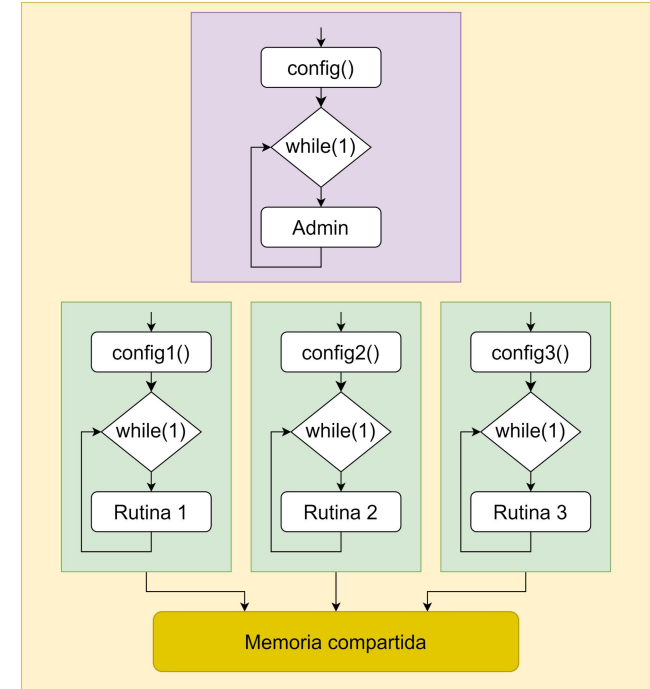 config()
while(1)
Admin
config1()
while(1)
Rutina 1
config2()
while(1)
Rutina 2
config3()
while(1)
Rutina 3
Memoria compartida